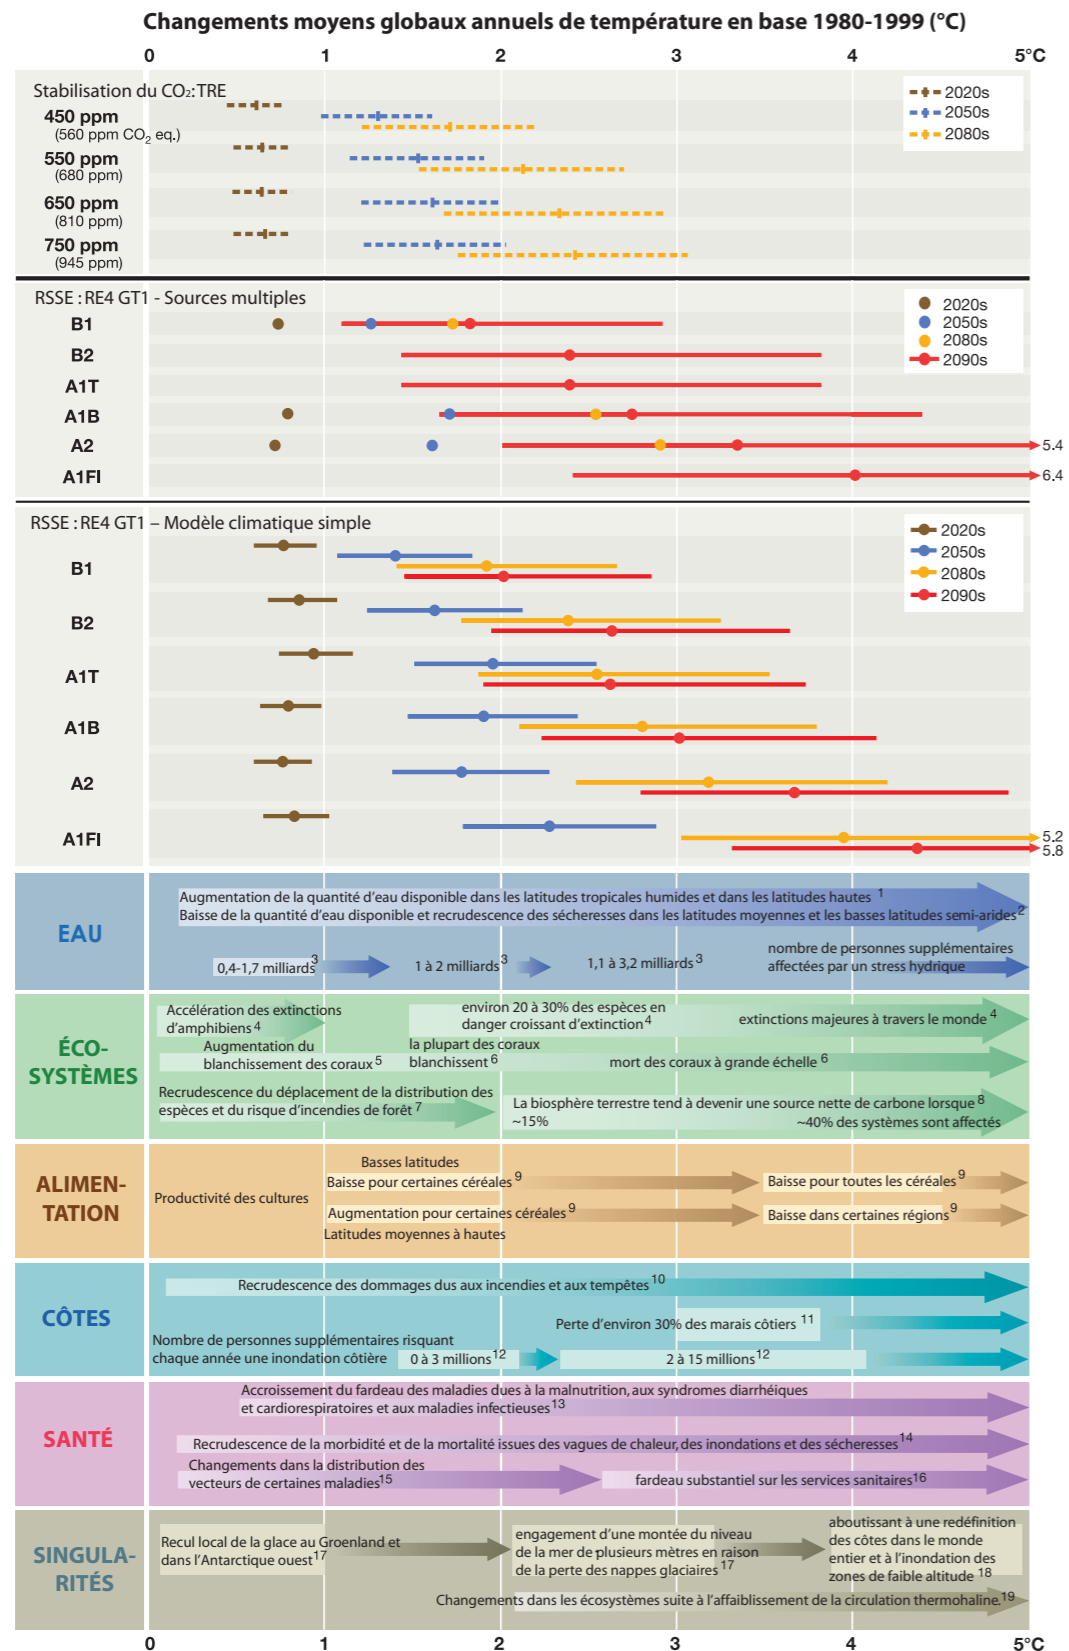 Changements moyens globaux annuels de température en base 1980-1999 (°C)
0 1 2 3 4 5°C
Stabilisation du CO2: TRE
450 ppm
(560 ppm CO2 eq.)
550 ppm
(680 ppm)
650 ppm
(810 ppm)
750 ppm
(945 ppm)
2020s
2050s
2080s
RSSE : RE4 GT1 - Sources multiples
B1
B2
A1T
A1B
A2
5.4
A1FI
6.4
2020s
2050s
2080s
2090s
RSSE : RE4 GT1 – Modèle climatique simple
B1
B2
A1T
A1B
A2
A1FI
5.2
5.8
2020s
2050s
2080s
2090s
EAU
Augmentation de la quantité d'eau disponible dans les latitudes tropicales humides et dans les latitudes hautes 1
Baisse de la quantité d'eau disponible et recrudescence des sécheresses dans les latitudes moyennes et les basses latitudes semi-arides 2
0,4-1,7 milliards 3
1 à 2 milliards 3
1,1 à 3,2 milliards 3
nombre de personnes supplémentaires
affectées par un stress hydrique
ÉCO-
SYSTÈMES
Accélération des extinctions
d'amphibiens 4
environ 20 à 30% des espèces en
danger croissant d'extinction 4
extinctions majeures à travers le monde 4
Augmentation du
blanchissement des coraux 5
la plupart des coraux
blanchissent 6
mort des coraux à grande échelle 6
Recrudescence du déplacement de la distribution des
espèces et du risque d'incendies de forêt 7
La biosphère terrestre tend à devenir une source nette de carbone lorsque 8
~15%
~40% des systèmes sont affectés
ALIMEN-
TATION
Productivité des cultures
Basses latitudes
Baisse pour certaines céréales 9
Baisse pour toutes les céréales 9
Augmentation pour certaines céréales 9
Baisse dans certaines régions 9
Latitudes moyennes à hautes
CÔTES
Recrudescence des dommages dus aux incendies et aux tempêtes 10
Perte d'environ 30% des marais côtiers 11
Nombre de personnes supplémentaires risquant
chaque année une inondation côtière
0 à 3 millions 12
2 à 15 millions 12
SANTÉ
Accroissement du fardeau des maladies dues à la malnutrition, aux syndromes diarrhéiques
et cardiorespiratoires et aux maladies infectieuses 13
Recrudescence de la morbidité et de la mortalité issues des vagues de chaleur, des inondations et des sécheresses 14
Changements dans la distribution des
vecteurs de certaines maladies 15
fardeau substantiel sur les services sanitaires 16
SINGULA-
RITÉS
Recul local de la glace au Groenland et
dans l'Antarctique ouest 17
engagement d'une montée du niveau
de la mer de plusieurs mètres en raison
de la perte des nappes glaciaires 17
aboutissant à une redéfinition
des côtes dans le monde
entier et à l'inondation des
zones de faible altitude 18
Changements dans les écosystèmes suite à l'affaiblissement de la circulation thermohaline. 19
0 1 2 3 4 5°C